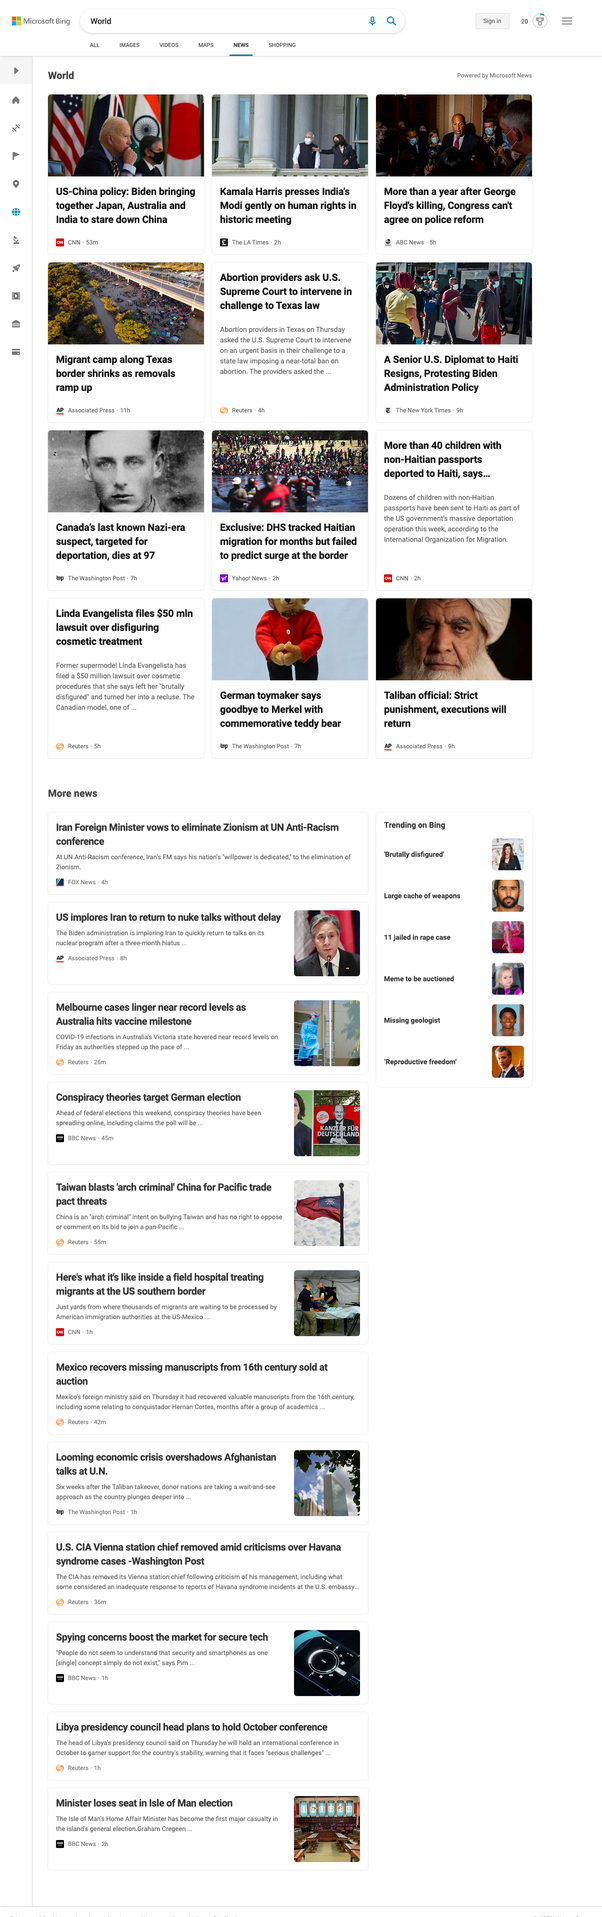 Microsoft Bing
World
Sign in
20
ALL
IMAGES
VIDEOS
MAPS
NEWS
SHOPPING
World
Powered by Microsoft News
US-China policy: Biden bringing
together Japan, Australia and
India to stare down China
CNN · 53m
Kamala Harris presses India's
Modi gently on human rights in
historic meeting
The LA Times · 2h
More than a year after George
Floyd's killing, Congress can't
agree on police reform
ABC News · 5h
Migrant camp along Texas
border shrinks as removals
ramp up
AP Associated Press · 11h
Abortion providers ask U.S.
Supreme Court to intervene in
challenge to Texas law
Abortion providers in Texas on Thursday
asked the U.S. Supreme Court to intervene
on an urgent basis in their challenge to a
state law imposing a near-total ban on
abortion. The providers asked the ...
Reuters · 4h
A Senior U.S. Diplomat to Haiti
Resigns, Protesting Biden
Administration Policy
The New York Times · 9h
Canada's last known Nazi-era
suspect, targeted for
deportation, dies at 97
wp The Washington Post · 7h
Exclusive: DHS tracked Haitian
migration for months but failed
to predict surge at the border
Yahoo! News · 2h
More than 40 children with
non-Haitian passports
deported to Haiti, says...
Dozens of children with non-Haitian
passports have been sent to Haiti as part of
the US government's massive deportation
operation this week, according to the
International Organization for Migration.
CNN · 2h
Linda Evangelista files $50 mln
lawsuit over disfiguring
cosmetic treatment
Former supermodel Linda Evangelista has
filed a $50 million lawsuit over cosmetic
procedures that she says left her "brutally
disfigured" and turned her into a recluse. The
Canadian model, one of ...
Reuters · 5h
German toymaker says
goodbye to Merkel with
commemorative teddy bear
wp The Washington Post · 7h
Taliban official: Strict
punishment, executions will
return
AP Associated Press · 9h
More news
Iran Foreign Minister vows to eliminate Zionism at UN Anti-Racism
conference
At UN Anti-Racism conference, Iran's FM says his nation's "willpower is dedicated," to the elimination of
Zionism.
FOX News · 4h
US implores Iran to return to nuke talks without delay
The Biden administration is imploring Iran to quickly return to talks on its
nuclear program after a three-month hiatus ...
AP Associated Press · 8h
Melbourne cases linger near record levels as
Australia hits vaccine milestone
COVID-19 infections in Australia's Victoria state hovered near record levels on
Friday as authorities stepped up the pace of ...
Reuters · 26m
Conspiracy theories target German election
Ahead of federal elections this weekend, conspiracy theories have been
spreading online, including claims the poll will be ...
BBC News · 45m
KANZLER FÜR
DEUTSCHLAND
Taiwan blasts 'arch criminal' China for Pacific trade
pact threats
China is an "arch criminal" intent on bullying Taiwan and has no right to oppose
or comment on its bid to join a pan-Pacific ...
Reuters · 55m
Here's what it's like inside a field hospital treating
migrants at the US southern border
Just yards from where thousands of migrants are waiting to be processed by
American immigration authorities at the US-Mexico ...
CNN · 1h
Mexico recovers missing manuscripts from 16th century sold at
auction
Mexico's foreign ministry said on Thursday it had recovered valuable manuscripts from the 16th century,
including some relating to conquistador Hernan Cortes, months after a group of academics ...
Reuters · 42m
Looming economic crisis overshadows Afghanistan
talks at U.N.
Six weeks after the Taliban takeover, donor nations are taking a wait-and-see
approach as the country plunges deeper into ...
wp The Washington Post · 1h
U.S. CIA Vienna station chief removed amid criticisms over Havana
syndrome cases -Washington Post
The CIA has removed its Vienna station chief following criticism of his management, including what
some considered an inadequate response to reports of Havana syndrome incidents at the U.S. embassy...
Reuters · 36m
Spying concerns boost the market for secure tech
"People do not seem to understand that security and smartphones as one
[single] concept simply do not exist," says Pim ...
BBC News · 1h
Libya presidency council head plans to hold October conference
The head of Libya's presidency council said on Thursday he will hold an international conference in
October to garner support for the country's stability, warning that it faces "serious challenges" ...
Reuters · 1h
Minister loses seat in Isle of Man election
The Isle of Man's Home Affair Minister has become the first major casualty in
the island's general election.Graham Cregeen ...
BBC News · 2h
Trending on Bing
'Brutally disfigured'
Large cache of weapons
11 jailed in rape case
Meme to be auctioned
Missing geologist
'Reproductive freedom'